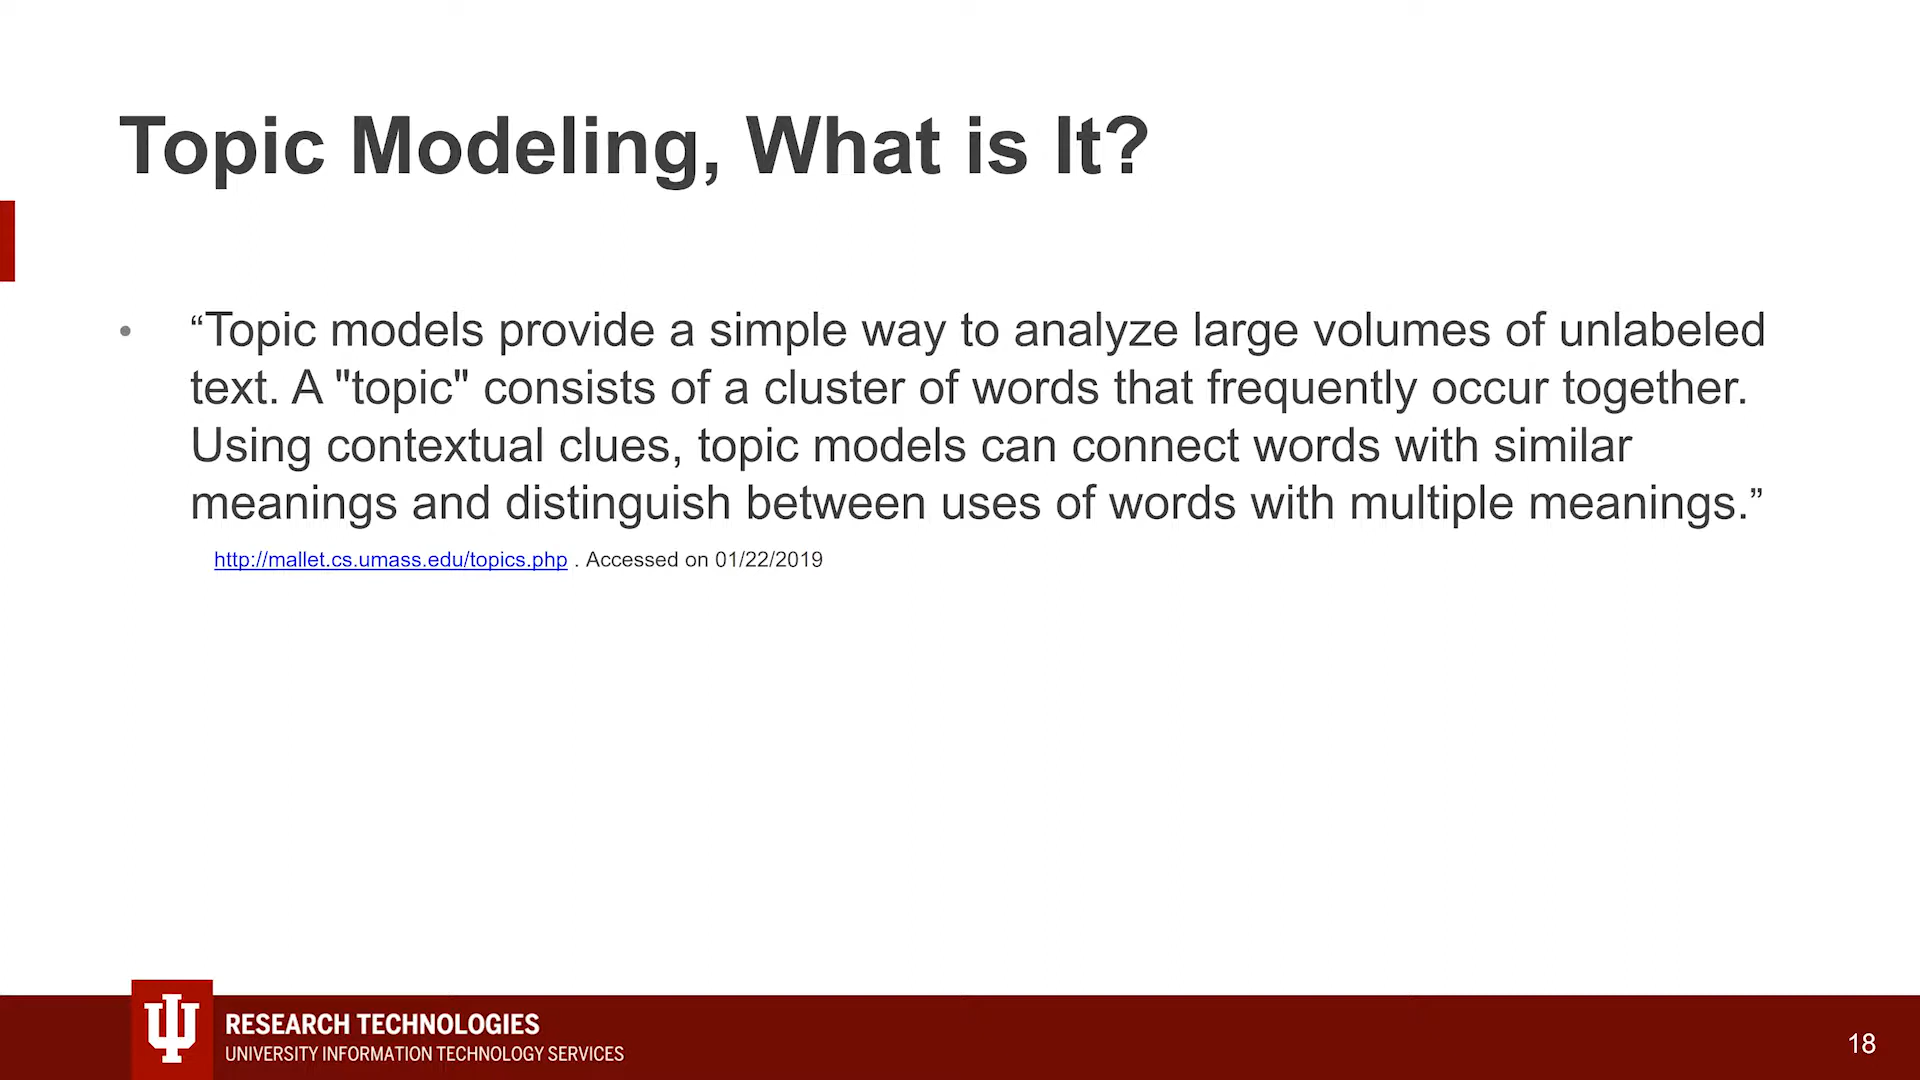 Topic Modeling, What is It?
• “Topic models provide a simple way to analyze large volumes of unlabeled
text. A "topic" consists of a cluster of words that frequently occur together.
Using contextual clues, topic models can connect words with similar
meanings and distinguish between uses of words with multiple meanings.”
http://mallet.cs.umass.edu/topics.php . Accessed on 01/22/2019
RESEARCH TECHNOLOGIES
UNIVERSITY INFORMATION TECHNOLOGY SERVICES
18